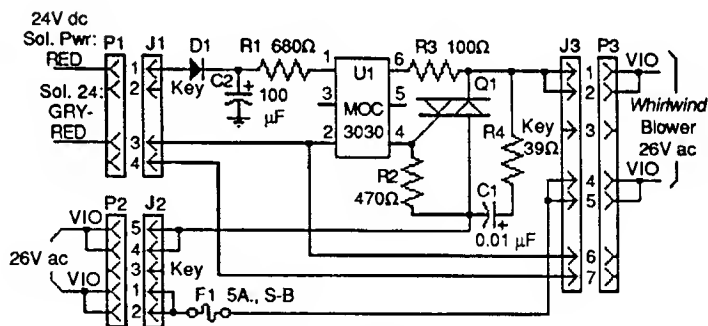 24V dc
Sol. Pwr:
RED
P1 J1
1
2
Key
D1
C2
+
100
µF
R1 680Ω
1
6
U1
3
MOC
5
2
3030
4
R3 100Ω
Q1
R4
39Ω
J3 P3
1
2
Key 3
4
5
6
7
VIO
Whirlwind
Blower
26V ac
VIO
Sol. 24:
GRY-
RED
3
4
R2
470Ω
C1
+
0.01 µF
P2 J2
VIO
5
4
3 Key
1
2
26V ac
VIO
F1 5A., S-B